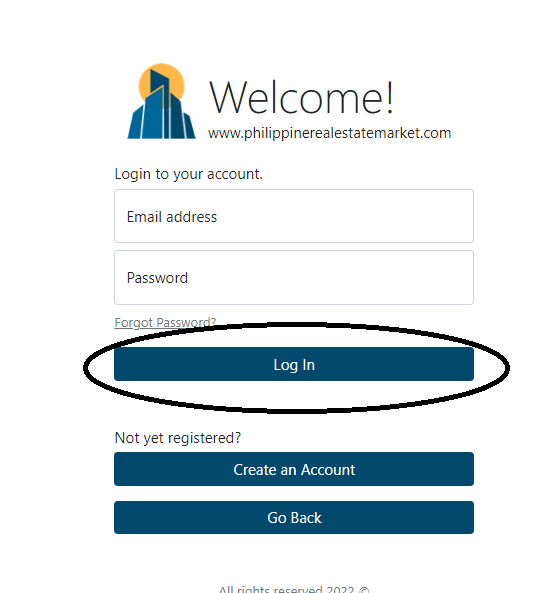 Welcome!
www.philippinerealestatemarket.com
Login to your account.
Email address
Password
Forgot Password?
Log In
Not yet registered?
Create an Account
Go Back
All rights reserved 2022 ©